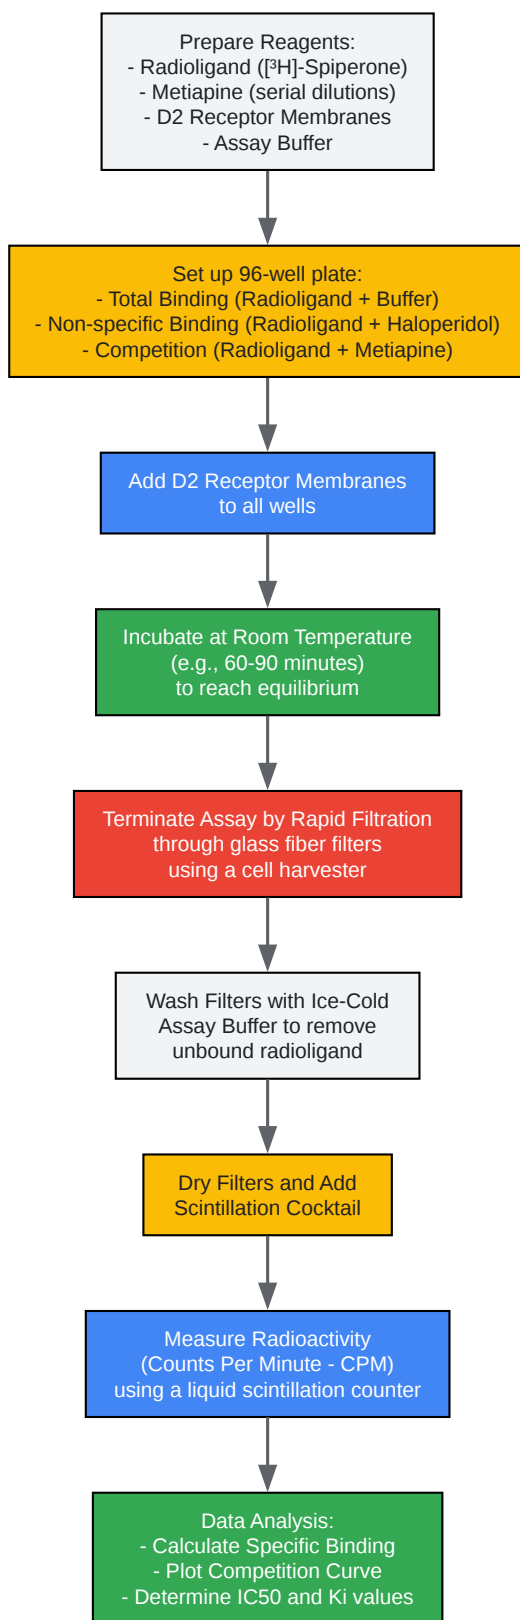 Prepare Reagents:
- Radioligand ([³H]-Spiperone)
- Metiapine (serial dilutions)
- D2 Receptor Membranes
- Assay Buffer
Set up 96-well plate:
- Total Binding (Radioligand + Buffer)
- Non-specific Binding (Radioligand + Haloperidol)
- Competition (Radioligand + Metiapine)
Add D2 Receptor Membranes
to all wells
Incubate at Room Temperature
(e.g., 60-90 minutes)
to reach equilibrium
Terminate Assay by Rapid Filtration
through glass fiber filters
using a cell harvester
Wash Filters with Ice-Cold
Assay Buffer to remove
unbound radioligand
Dry Filters and Add
Scintillation Cocktail
Measure Radioactivity
(Counts Per Minute - CPM)
using a liquid scintillation counter
Data Analysis:
- Calculate Specific Binding
- Plot Competition Curve
- Determine IC50 and Ki values